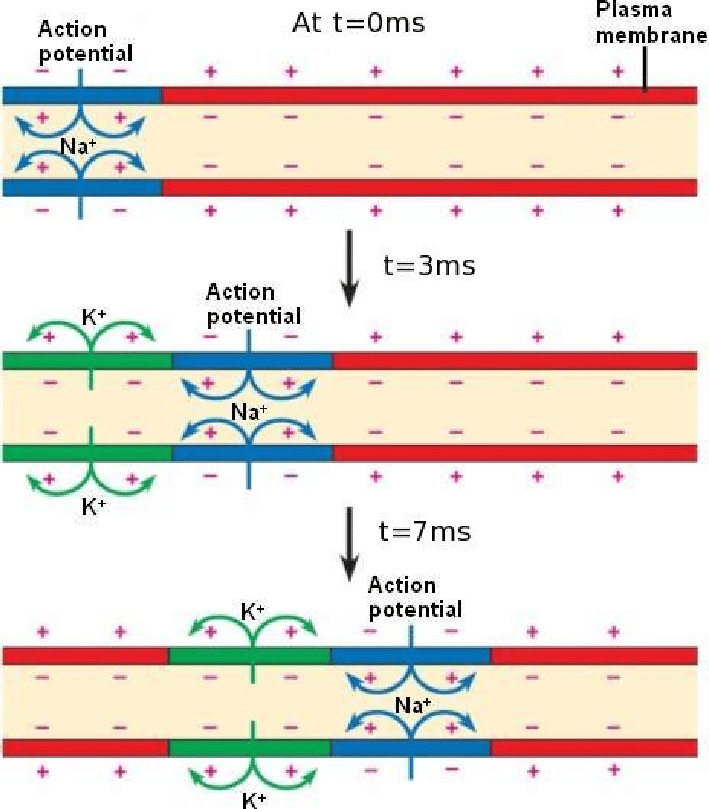 Action
potential
At t=0ms
Plasma
membrane
Na⁺
t=3ms
Action
potential
K⁺
Na⁺
K⁺
t=7ms
Action
potential
K⁺
Na⁺
K⁺